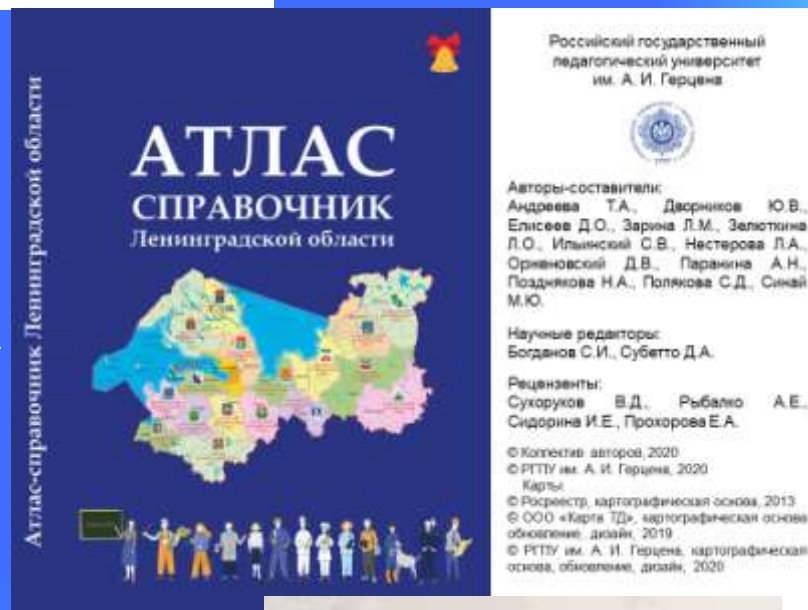 Атлас-справочник Ленинградской области
АТЛАС
СПРАВОЧНИК
Ленинградской области
Российский государственный
педагогический университет
им. А. И. Герцена
Авторы-составители:
Андреева Т.А., Дворников Ю.В.,
Елисеев Д.О., Зарина Л.М., Зелюткина
Л.О., Ильинский С.В., Нестерова Л.А.,
Орженовский Д.В., Паранина А.Н.,
Позднякова Н.А., Полякова С.Д., Синай
М.Ю.
Научные редакторы:
Богданов С.И., Субетто Д.А.
Рецензенты:
Сухоруков В.Д., Рыбалко А.Е.,
Сидорина И.Е., Прохорова Е.А.
© Коллектив авторов, 2020
© РГПУ им. А. И. Герцена, 2020
Карты:
© Росреестр, картографическая основа, 2013
© ООО «Карта ТД», картографическая основа
обновление, дизайн, 2019
© РГПУ им. А. И. Герцена, картографическая
основа, обновление, дизайн, 2020